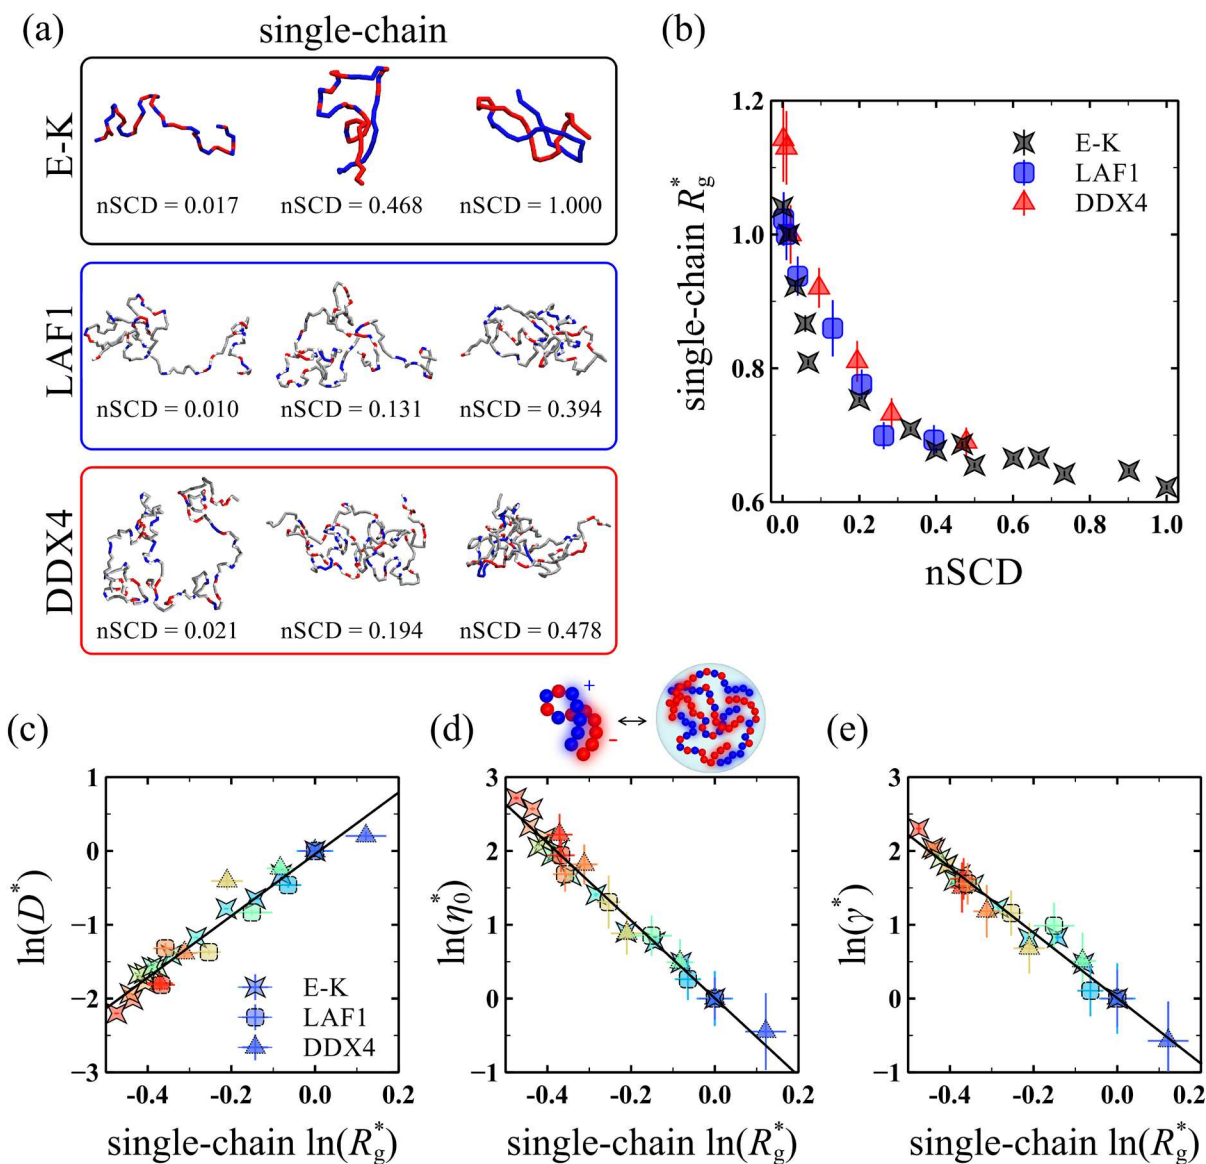 (a)
single-chain
E-K
nSCD = 0.017
nSCD = 0.468
nSCD = 1.000
LAF1
nSCD = 0.010
nSCD = 0.131
nSCD = 0.394
DDX4
nSCD = 0.021
nSCD = 0.194
nSCD = 0.478
(b)
single-chain R*g
1.2
1.0
0.8
0.6
E-K
LAF1
DDX4
0.0 0.2 0.4 0.6 0.8 1.0
nSCD
+
−
(c)
ln(D*)
1
0
−1
−2
−3
E-K
LAF1
DDX4
-0.4 -0.2 0.0 0.2
single-chain ln(R*g)
(d)
ln(η*0)
3
2
1
0
−1
-0.4 -0.2 0.0 0.2
single-chain ln(R*g)
(e)
ln(γ*)
3
2
1
0
−1
-0.4 -0.2 0.0 0.2
single-chain ln(R*g)